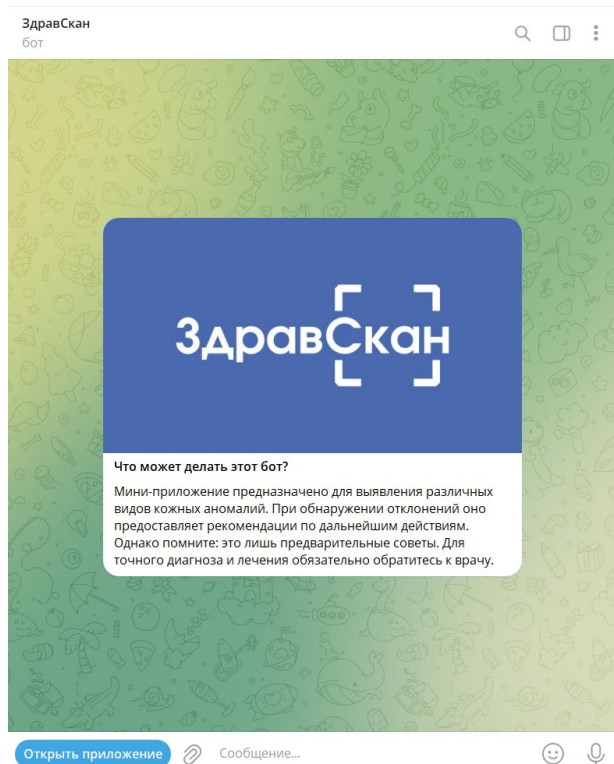 ЗдравСкан
бот
ЗдравСкан
Что может делать этот бот?
Мини-приложение предназначено для выявления различных
видов кожных аномалий. При обнаружении отклонений оно
предоставляет рекомендации по дальнейшим действиям.
Однако помните: это лишь предварительные советы. Для
точного диагноза и лечения обязательно обратитесь к врачу.
Открыть приложение
Сообщение...